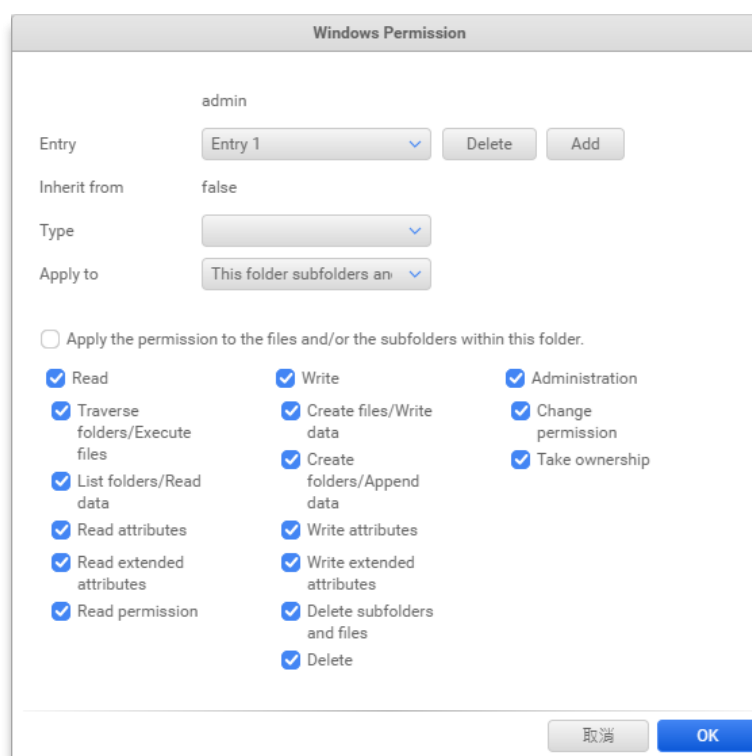 Windows Permission
admin
Entry
Entry 1
Delete
Add
Inherit from
false
Type
Apply to
This folder subfolders an
Apply the permission to the files and/or the subfolders within this folder.
Read
Traverse
folders/Execute
files
List folders/Read
data
Read attributes
Read extended
attributes
Read permission
Write
Create files/Write
data
Create
folders/Append
data
Write attributes
Write extended
attributes
Delete subfolders
and files
Delete
Administration
Change
permission
Take ownership
取消
OK